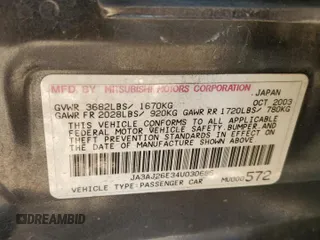 MFD. BY MITSUBISHI MOTORS CORPORATION
JAPAN
GVWR 3682LBS/ 1670KG OCT 2003
GAWR FR 2028LBS/ 920KG GAWR RR 1720LBS/ 780KG
THIS VEHICLE CONFORMS TO ALL APPLICABLE
FEDERAL MOTOR VEHICLE SAFETY,BUMPER AND
THEFT PREVENTION STANDARDS IN EFFECT ON
THE DATE OF MANUFACTURE SHOWN ABOVE.
JA3AJ26E34U030695
VEHICLE TYPE:PASSENGER CAR MU000572
DREAMBID